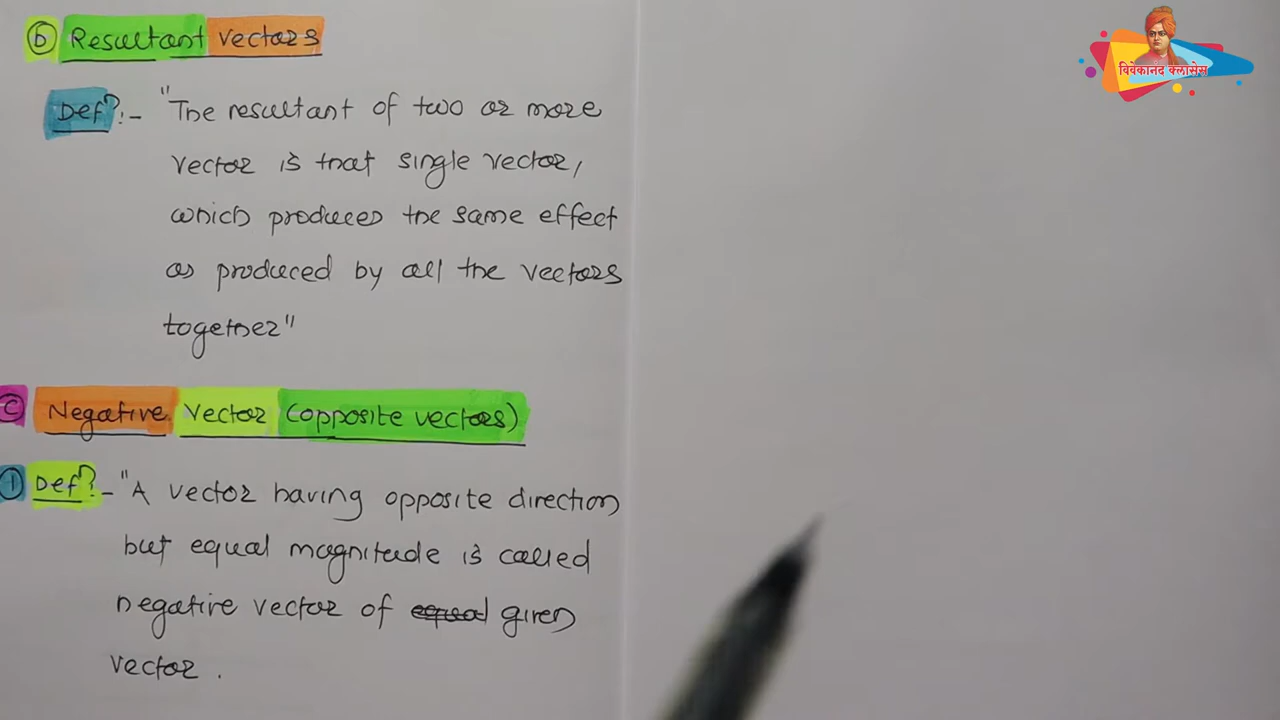 b Resultant vectors
विवेकानंद क्लासेस
Defn:- "The resultant of two or more
vector is that single vector,
which produces the same effect
as produced by all the vectors
together"
C Negative Vector (opposite vectors)
1 Defn- "A vector having opposite direction
but equal magnitude is called
negative vector of equal given
vector.